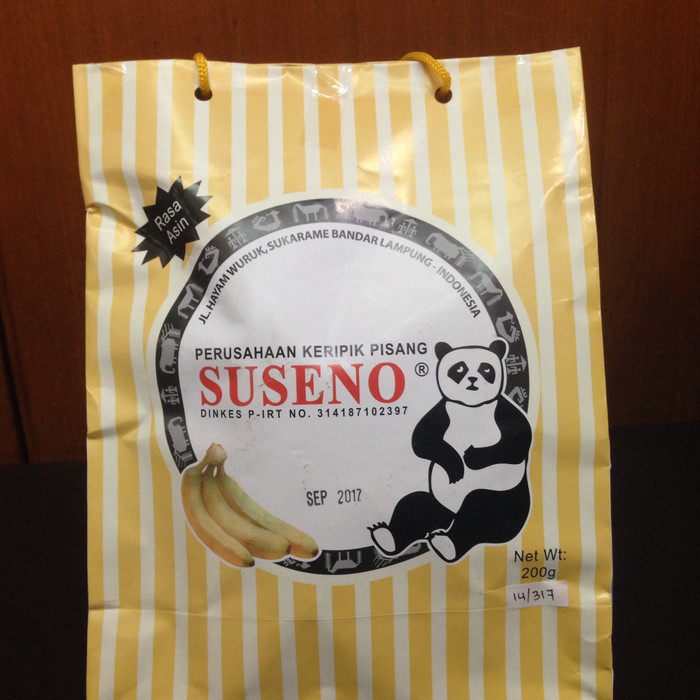 Rasa
Asin
JL. HAYAM WURUK, SUKARAME BANDAR LAMPUNG - INDONESIA
PERUSAHAAN KERIPIK PISANG
SUSENO ®
DINKES P-IRT NO. 314187102397
SEP 2017
Net Wt:
200g
14/317